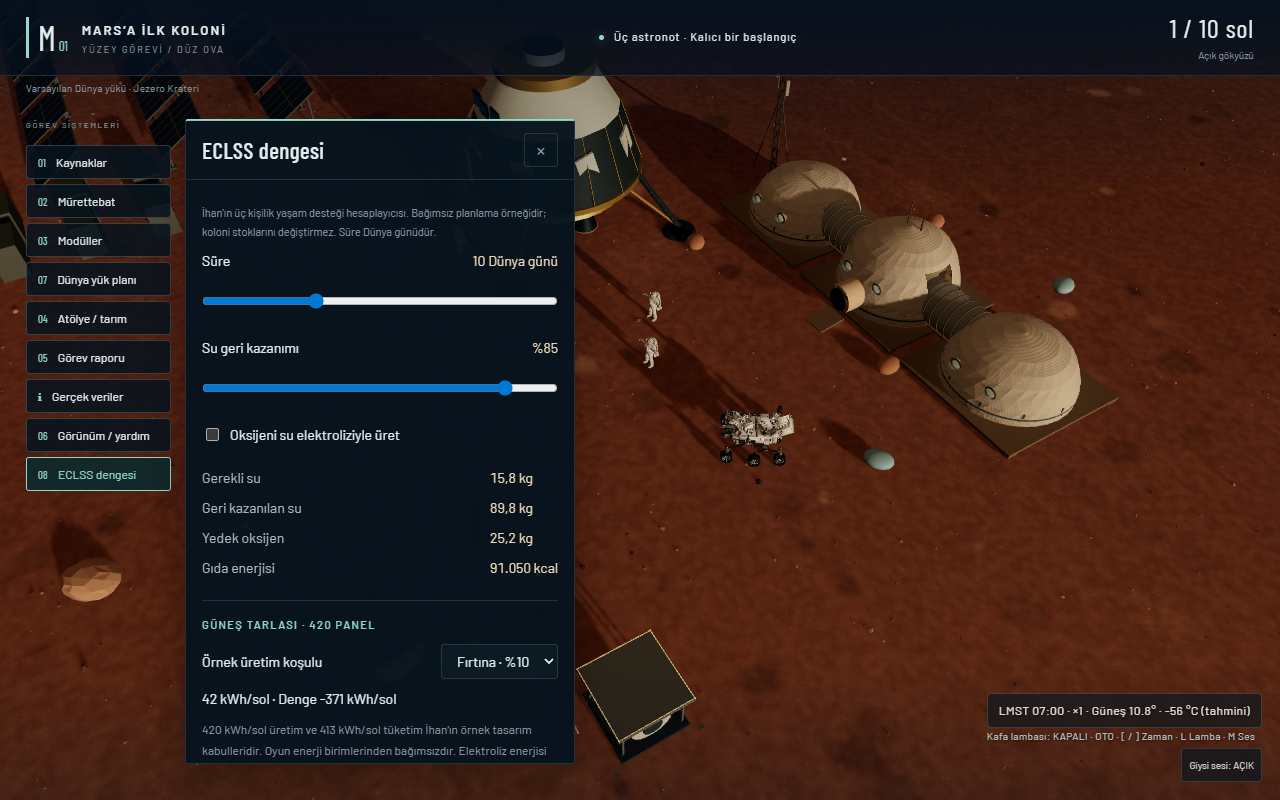 M 01
MARS'A İLK KOLONİ
YÜZEY GÖREVİ / DÜZ OVA
Üç astronot · Kalıcı bir başlangıç
1 / 10 sol
Açık gökyüzü
Varsayılan Dünya yükü · Jezero Krateri
GÖREV SİSTEMLERİ
01 Kaynaklar
02 Mürettebat
03 Modüller
07 Dünya yük planı
04 Atölye / tarım
05 Görev raporu
ℹ Gerçek veriler
06 Görünüm / yardım
08 ECLSS dengesi
ECLSS dengesi
×
İhan'ın üç kişilik yaşam desteği hesaplayıcısı. Bağımsız planlama örneğidir;
koloni stoklarını değiştirmez. Süre Dünya günüdür.
Süre 10 Dünya günü
Su geri kazanımı %85
Oksijeni su elektroliziyle üret
Gerekli su 15,8 kg
Geri kazanılan su 89,8 kg
Yedek oksijen 25,2 kg
Gıda enerjisi 91.050 kcal
GÜNEŞ TARLASI · 420 PANEL
Örnek üretim koşulu Fırtına · %10
42 kWh/sol · Denge −371 kWh/sol
420 kWh/sol üretim ve 413 kWh/sol tüketim İhan'ın örnek tasarım
kabulleridir. Oyun enerji birimlerinden bağımsızdır. Elektroliz enerjisi
LMST 07:00 · ×1 · Güneş 10.8° · -56 °C (tahmini)
Kafa lambası: KAPALI · OTO · [ / ] Zaman · L Lamba · M Ses
Giysi sesi: AÇIK